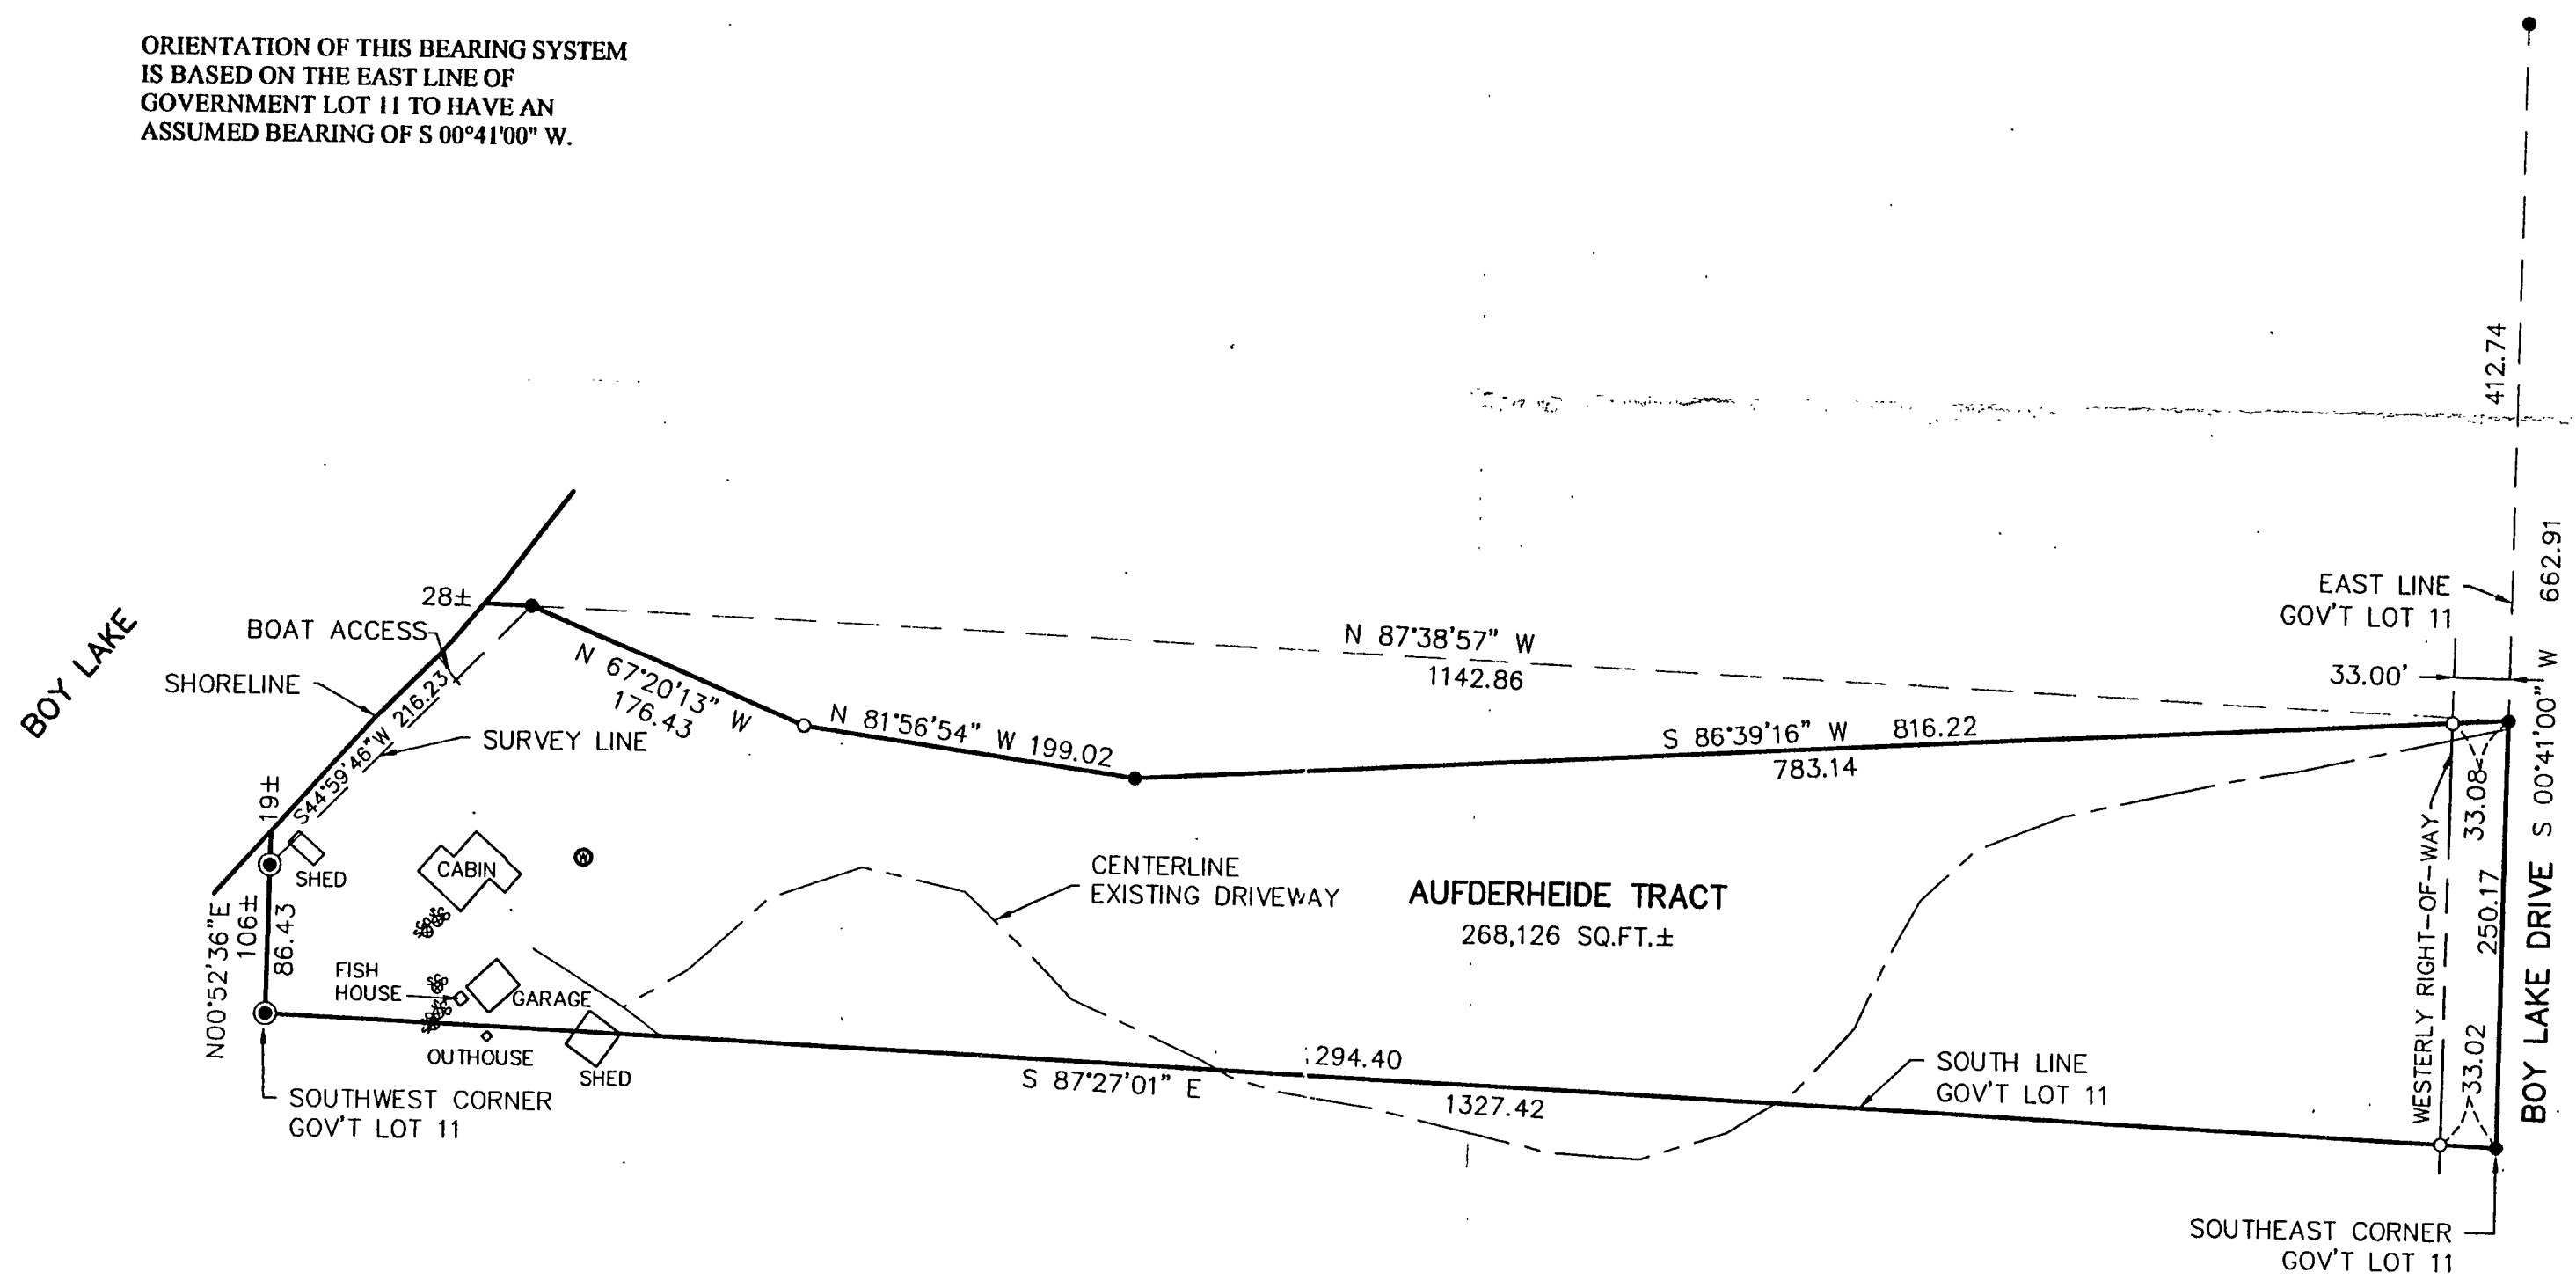 ORIENTATION OF THIS BEARING SYSTEM
IS BASED ON THE EAST LINE OF
GOVERNMENT LOT 11 TO HAVE AN
ASSUMED BEARING OF S 00°41'00" W.
412.74
662.91
S 00°41'00" W
BOY LAKE DRIVE
EAST LINE
GOV'T LOT 11
33.00'
28±
BOAT ACCESS
BOY LAKE
SHORELINE
S44°59'46"W 216.23
SURVEY LINE
N 67°20'13" W
176.43
N 81°56'54" W 199.02
N 87°38'57" W
1142.86
S 86°39'16" W 816.22
783.14
33.08
250.17
33.02
WESTERLY RIGHT-OF-WAY
19±
SHED
CABIN
W
CENTERLINE
EXISTING DRIVEWAY
AUFDERHEIDE TRACT
268,126 SQ.FT.±
N00°52'36"E
106±
86.43
FISH
HOUSE
GARAGE
OUTHOUSE
SHED
294.40
S 87°27'01" E
1327.42
SOUTH LINE
GOV'T LOT 11
SOUTHWEST CORNER
GOV'T LOT 11
SOUTHEAST CORNER
GOV'T LOT 11